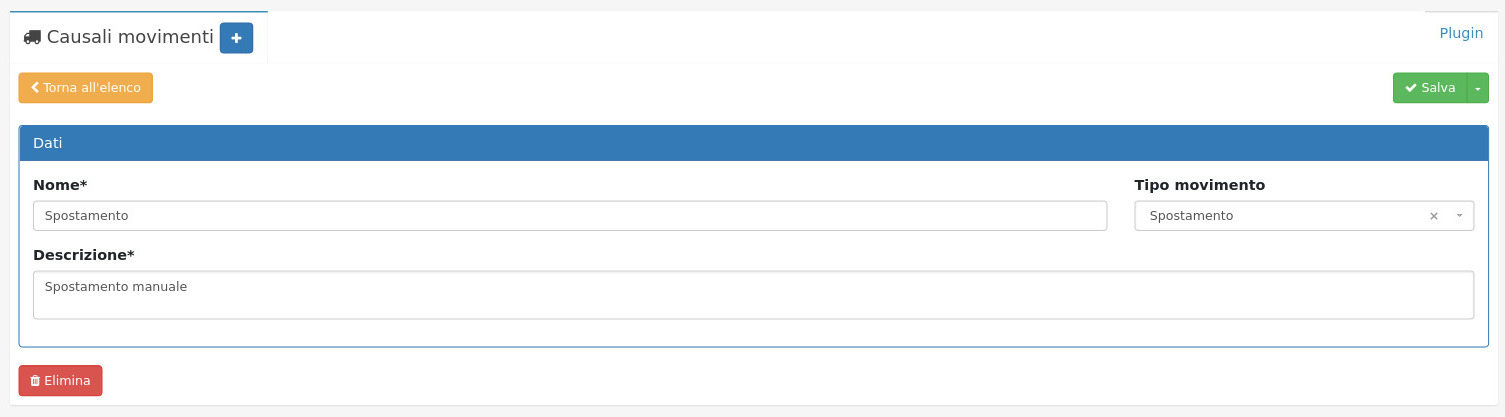 Causali movimenti
Plugin
Torna all'elenco
Salva
Dati
Nome*
Tipo movimento
Spostamento
Spostamento
Descrizione*
Spostamento manuale
Elimina